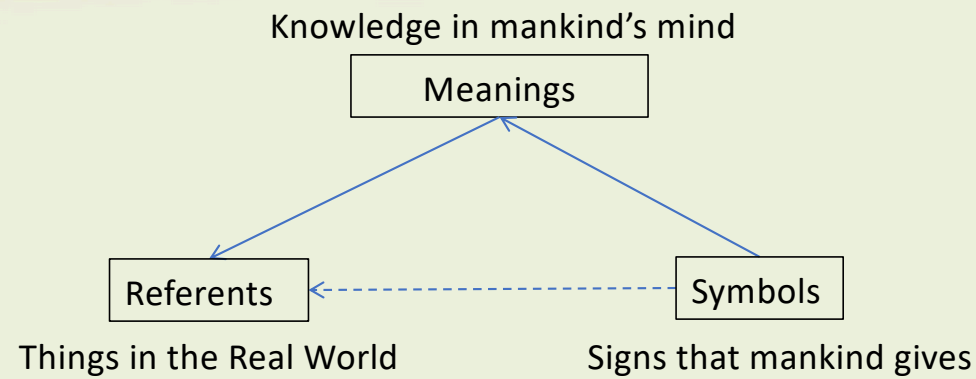 Knowledge in mankind’s mind
Meanings
Referents
Symbols
Things in the Real World
Signs that mankind gives